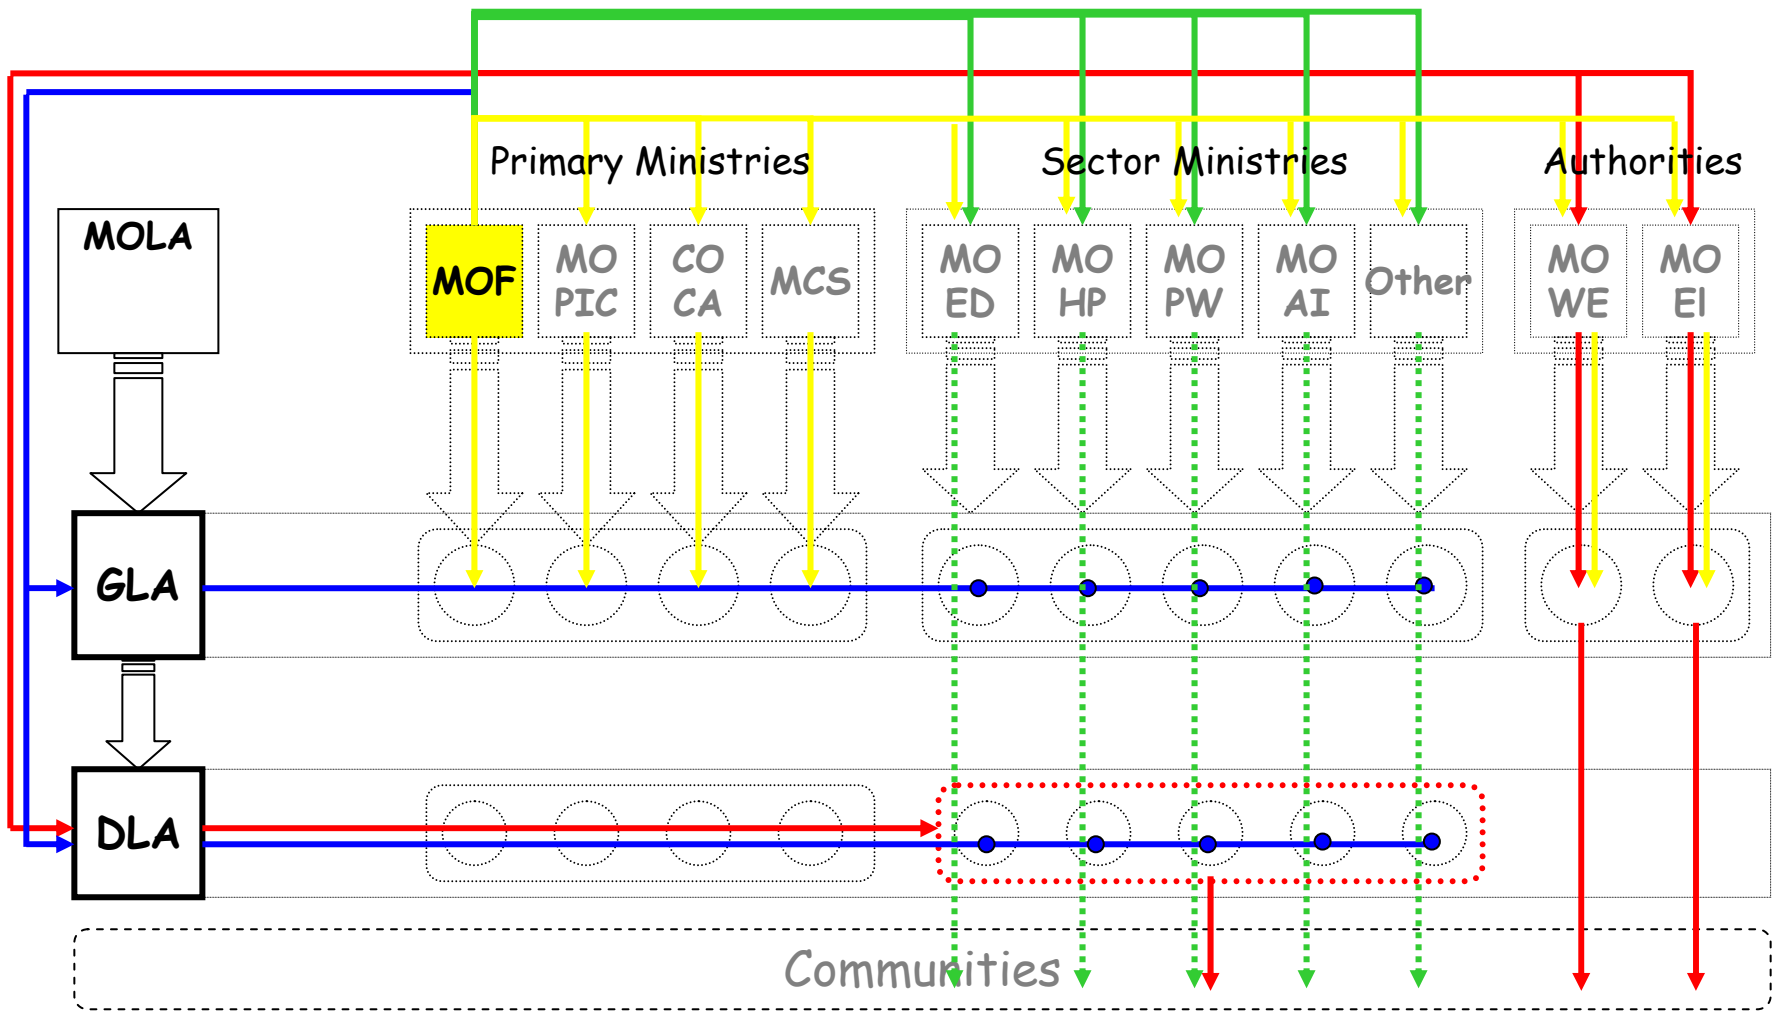 Primary Ministries
Sector Ministries
Authorities
MOLA
MOF
MO
PIC
CO
CA
MCS
MO
ED
MO
HP
MO
PW
MO
AI
Other
MO
WE
MO
El
GLA
DLA
Communities